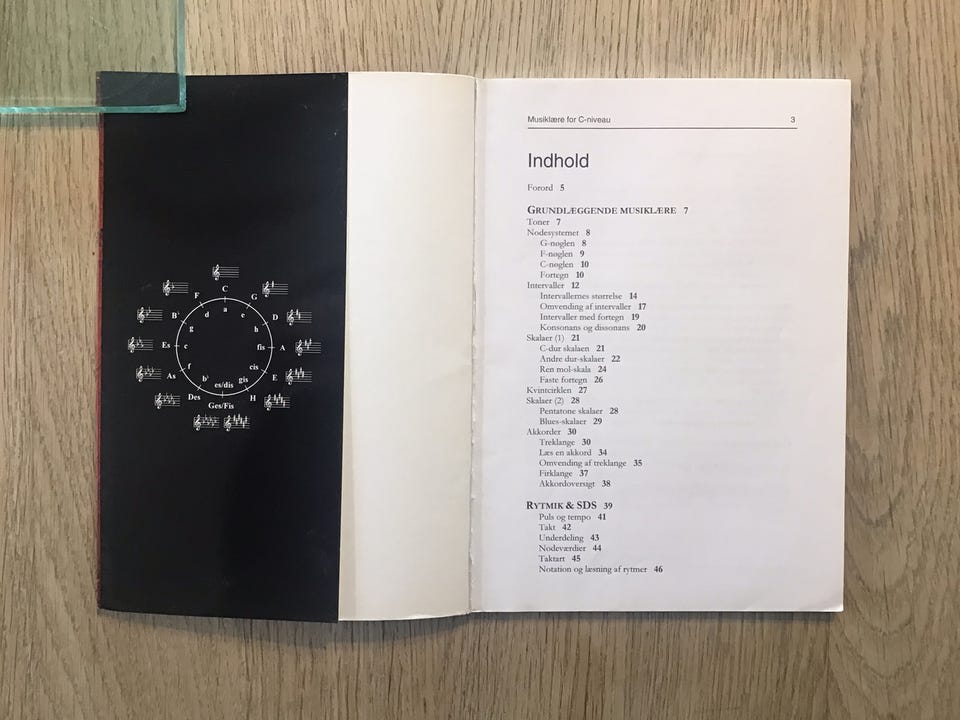 C
G
D
A
E
H
Ges/Fis
Des
As
Es
B♭
F
a
e
h
fis
cis
gis
es/dis
b♭
f
c
g
d
Musiklære for C-niveau 3
Indhold
Forord 5
GRUNDLÆGGENDE MUSIKLÆRE 7
Toner 7
Nodesystemet 8
G-nøglen 8
F-nøglen 9
C-nøglen 10
Fortegn 10
Intervaller 12
Intervallernes størrelse 14
Omvending af intervaller 17
Intervaller med fortegn 19
Konsonans og dissonans 20
Skalaer (1) 21
C-dur skalaen 21
Andre dur-skalaer 22
Ren mol-skala 24
Faste fortegn 26
Kvintcirklen 27
Skalaer (2) 28
Pentatone skalaer 28
Blues-skalaer 29
Akkorder 30
Treklange 30
Læs en akkord 34
Omvending af treklange 35
Firklange 37
Akkordoversigt 38
RYTMIK & SDS 39
Puls og tempo 41
Takt 42
Underdeling 43
Nodeværdier 44
Taktart 45
Notation og læsning af rytmer 46